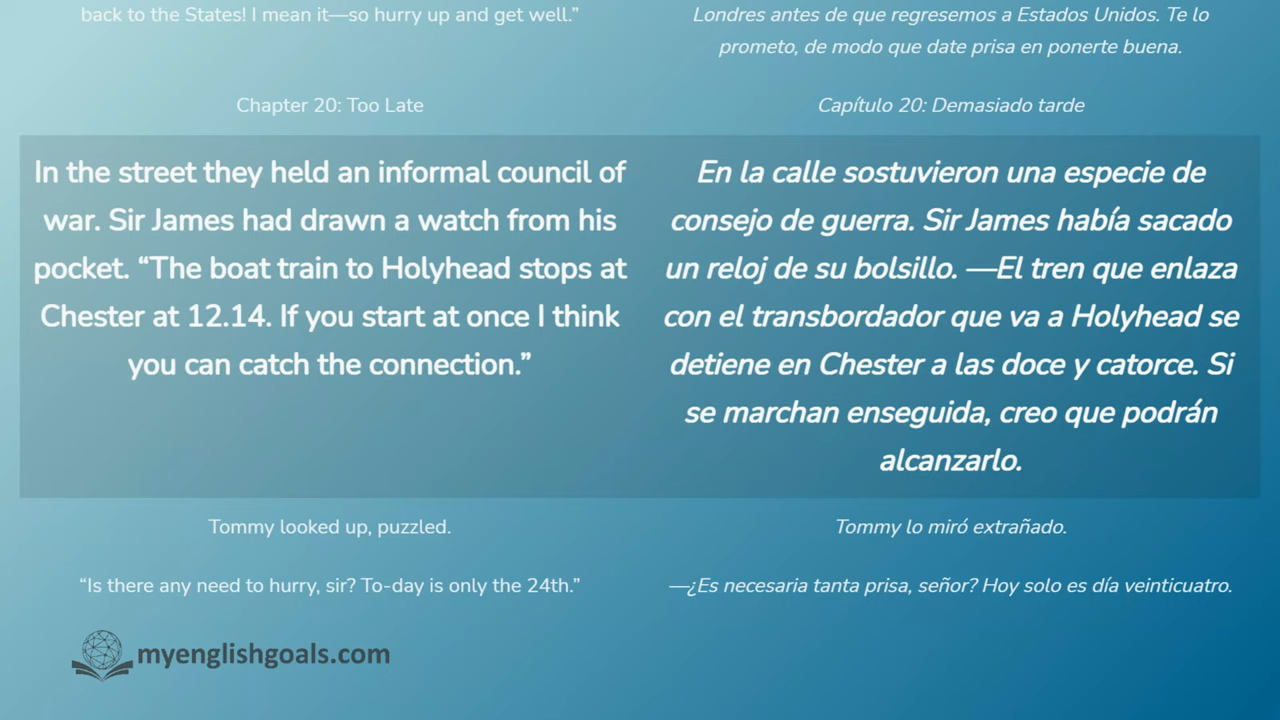 back to the States! I mean it—so hurry up and get well.”
Londres antes de que regresemos a Estados Unidos. Te lo
prometo, de modo que date prisa en ponerte buena.
Chapter 20: Too Late
Capítulo 20: Demasiado tarde
In the street they held an informal council of
war. Sir James had drawn a watch from his
pocket. “The boat train to Holyhead stops at
Chester at 12.14. If you start at once I think
you can catch the connection.”
En la calle sostuvieron una especie de
consejo de guerra. Sir James había sacado
un reloj de su bolsillo. —El tren que enlaza
con el transbordador que va a Holyhead se
detiene en Chester a las doce y catorce. Si
se marchan enseguida, creo que podrán
alcanzarlo.
Tommy looked up, puzzled.
Tommy lo miró extrañado.
“Is there any need to hurry, sir? To-day is only the 24th.”
—¿Es necesaria tanta prisa, señor? Hoy solo es día veinticuatro.
myenglishgoals.com